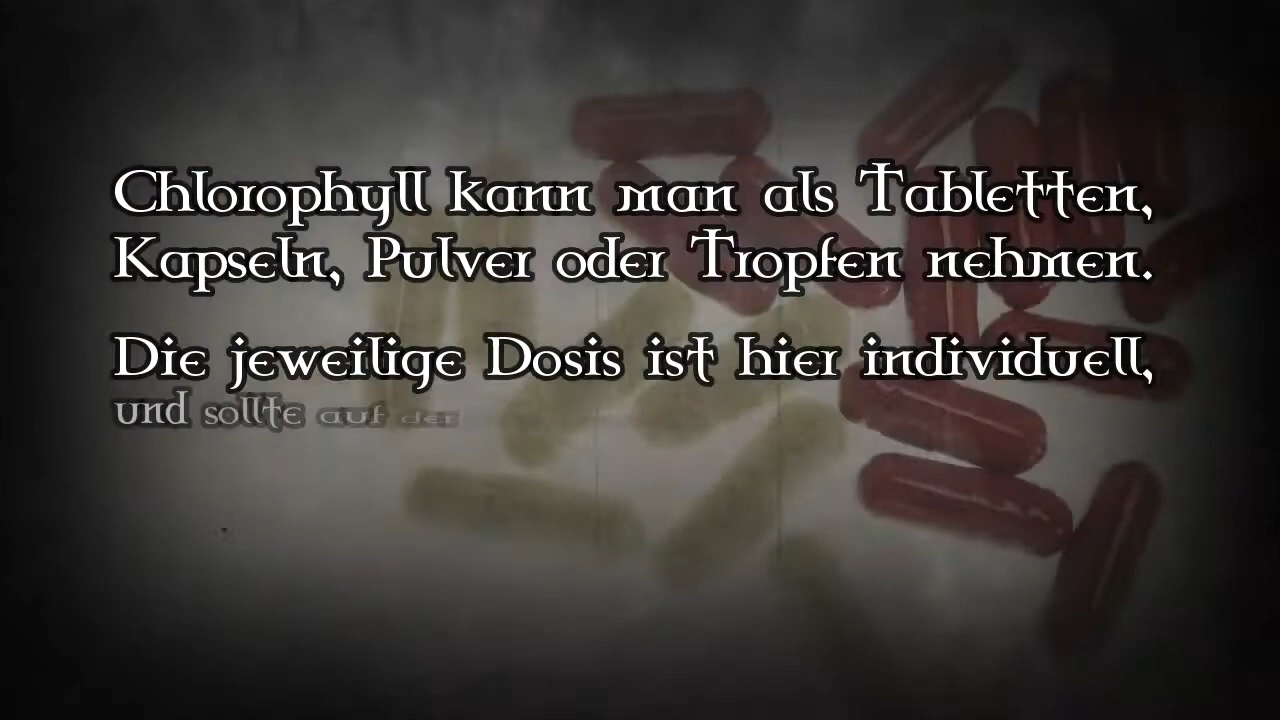 Chlorophyll kann man als Tabletten,
Kapseln, Pulver oder Tropfen nehmen.
Die jeweilige Dosis ist hier individuell,
und sollte auf der